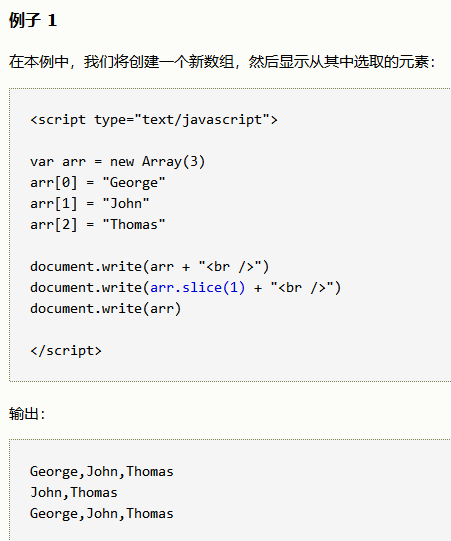 例子 1
在本例中，我们将创建一个新数组，然后显示从其中选取的元素：
<script type="text/javascript">
var arr = new Array(3)
arr[0] = "George"
arr[1] = "John"
arr[2] = "Thomas"
document.write(arr + "<br />")
document.write(arr.slice(1) + "<br />")
document.write(arr)
</script>
输出：
George,John,Thomas
John,Thomas
George,John,Thomas